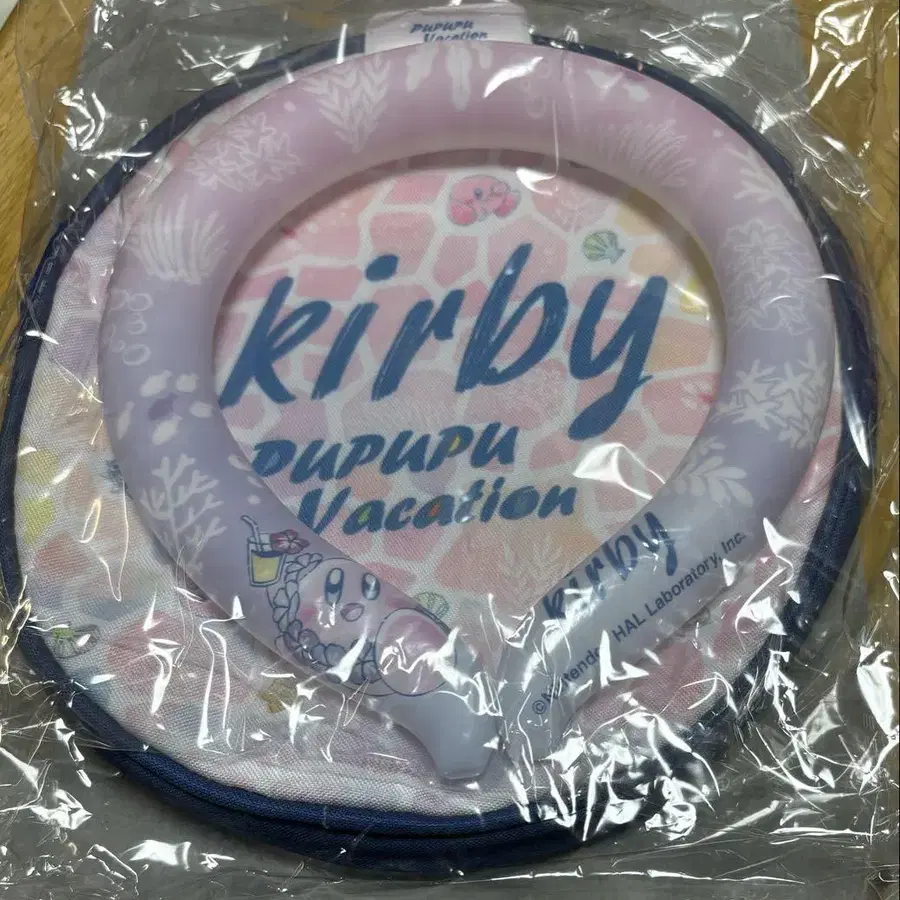 PUPUPU
Vacation
kirby
PUPUPU
Vacation
kirby
©Nintendo / HAL Laboratory, Inc.